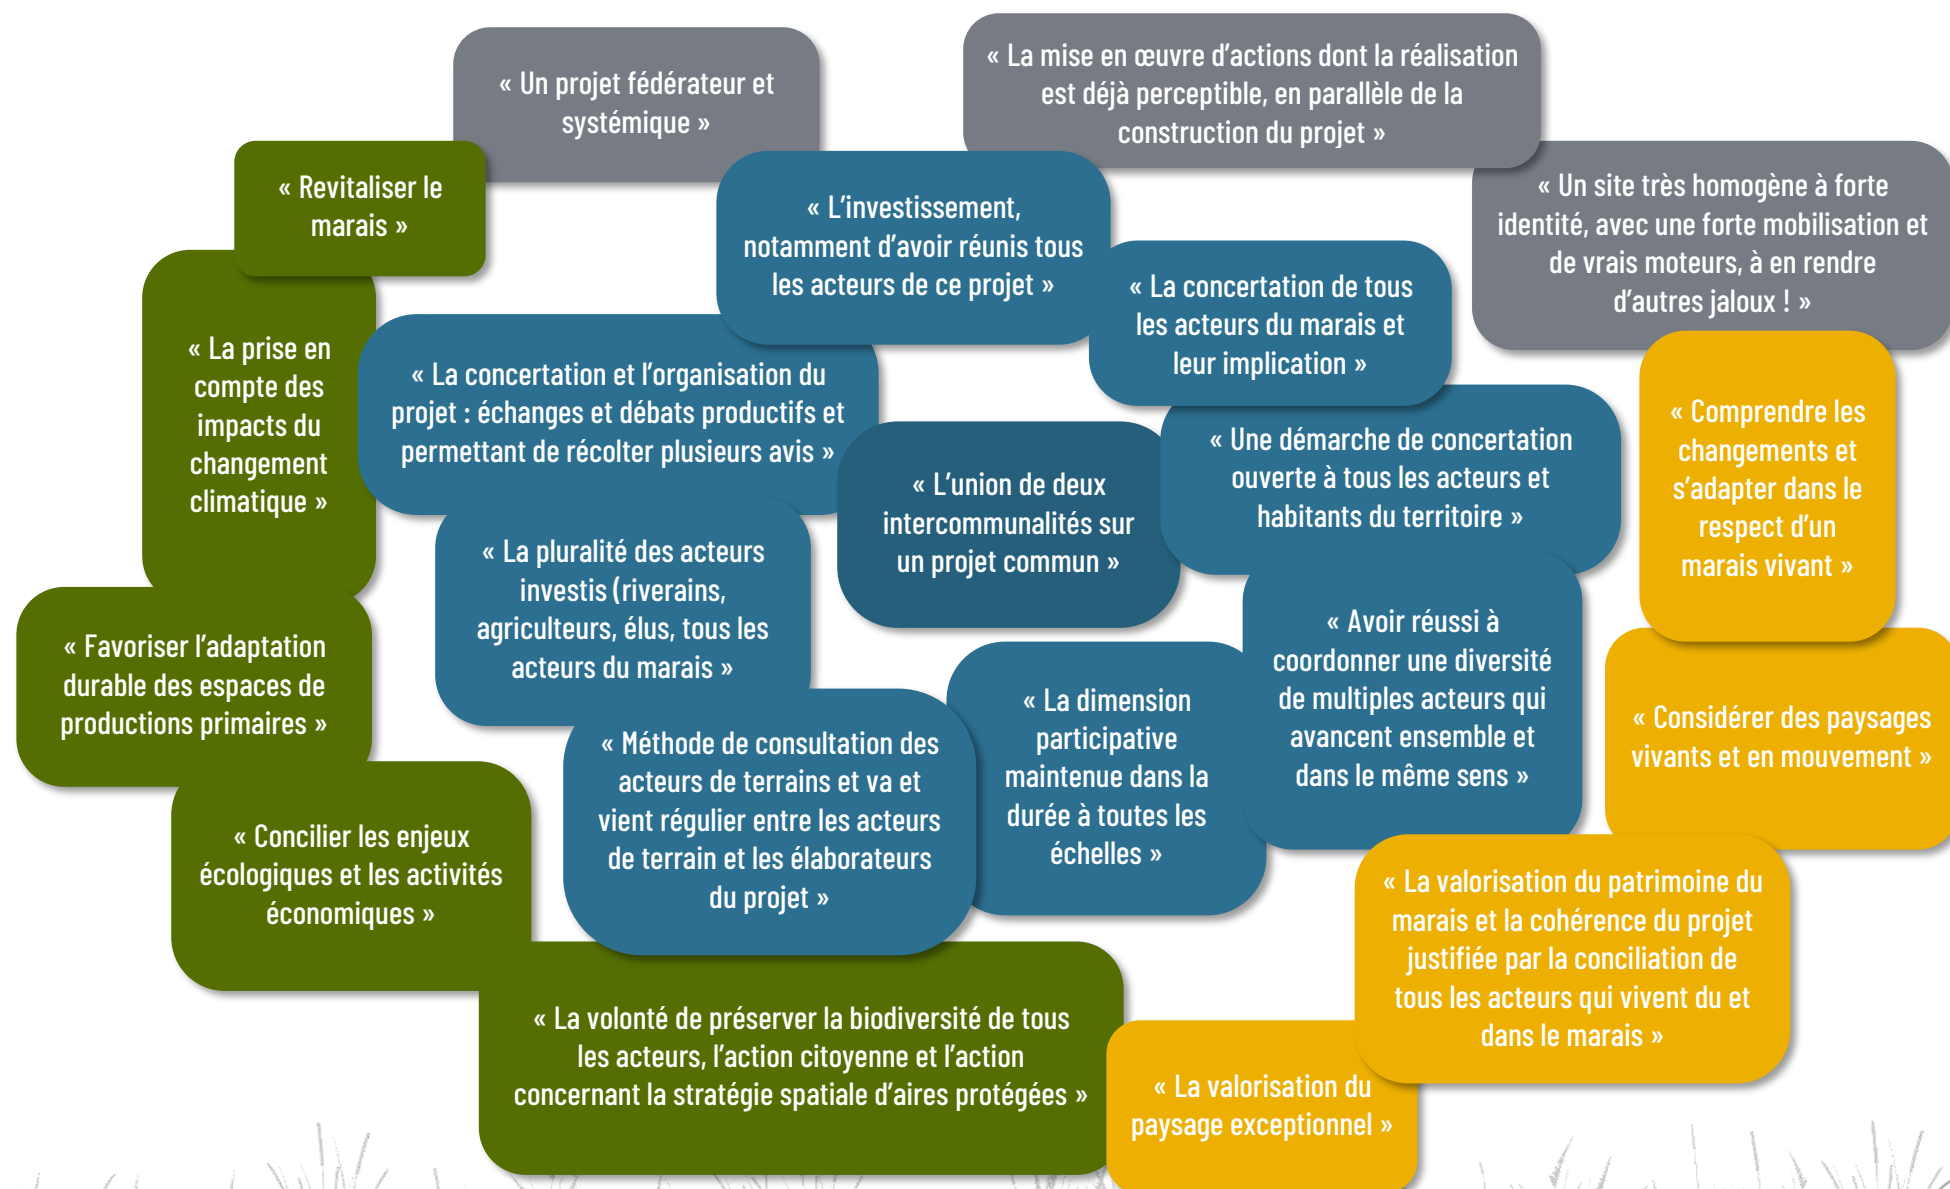 « Un projet fédérateur et
systémique »
« La mise en œuvre d'actions dont la réalisation
est déjà perceptible, en parallèle de la
construction du projet »
« Revitaliser le
marais »
« L'investissement,
notamment d'avoir réunis tous
les acteurs de ce projet »
« Un site très homogène à forte
identité, avec une forte mobilisation et
de vrais moteurs, à en rendre
d'autres jaloux ! »
« La concertation de tous
les acteurs du marais et
leur implication »
« La prise en
compte des
impacts du
changement
climatique »
« La concertation et l'organisation du
projet : échanges et débats productifs et
permettant de récolter plusieurs avis »
« Comprendre les
changements et
s'adapter dans le
respect d'un
marais vivant »
« Une démarche de concertation
ouverte à tous les acteurs et
habitants du territoire »
« L'union de deux
intercommunalités sur
un projet commun »
« La pluralité des acteurs
investis (riverains,
agriculteurs, élus, tous les
acteurs du marais »
« Favoriser l'adaptation
durable des espaces de
productions primaires »
« Avoir réussi à
coordonner une diversité
de multiples acteurs qui
avancent ensemble et
dans le même sens »
« La dimension
participative
maintenue dans la
durée à toutes les
échelles »
« Considérer des paysages
vivants et en mouvement »
« Méthode de consultation des
acteurs de terrains et va et
vient régulier entre les acteurs
de terrain et les élaborateurs
du projet »
« Concilier les enjeux
écologiques et les activités
économiques »
« La valorisation du patrimoine du
marais et la cohérence du projet
justifiée par la conciliation de
tous les acteurs qui vivent du et
dans le marais »
« La volonté de préserver la biodiversité de tous
les acteurs, l'action citoyenne et l'action
concernant la stratégie spatiale d'aires protégées »
« La valorisation du
paysage exceptionnel »